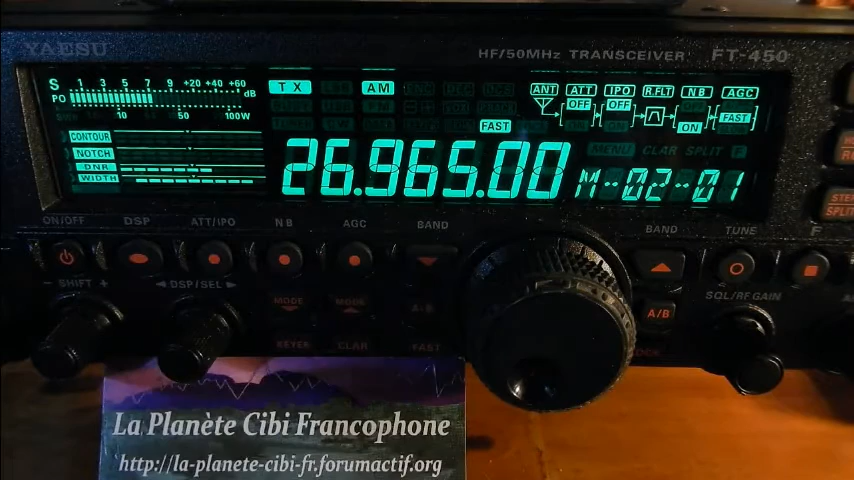 YAESU
HF/50MHz TRANSCEIVER FT-450
S 1 3 5 7 9 +20 +40 +60 dB
PO
10 50 100W
TX AM
FAST
ANT ATT IPO R.FLT NB AGC
OFF OFF
ON FAST
CONTOUR
NOTCH
DNR
WIDTH
MENU CLAR SPLIT F
26.965.00 M-02-01
ON/OFF DSP ATT/IPO NB AGC BAND
BAND TUNE F
- SHIFT + ◄ DSP/SEL ►
MODE MODE A=B
A/B
SQL/RF GAIN
KEYER CLAR FAST
La Planète Cibi Francophone
http://la-planete-cibi-fr.forumactif.org